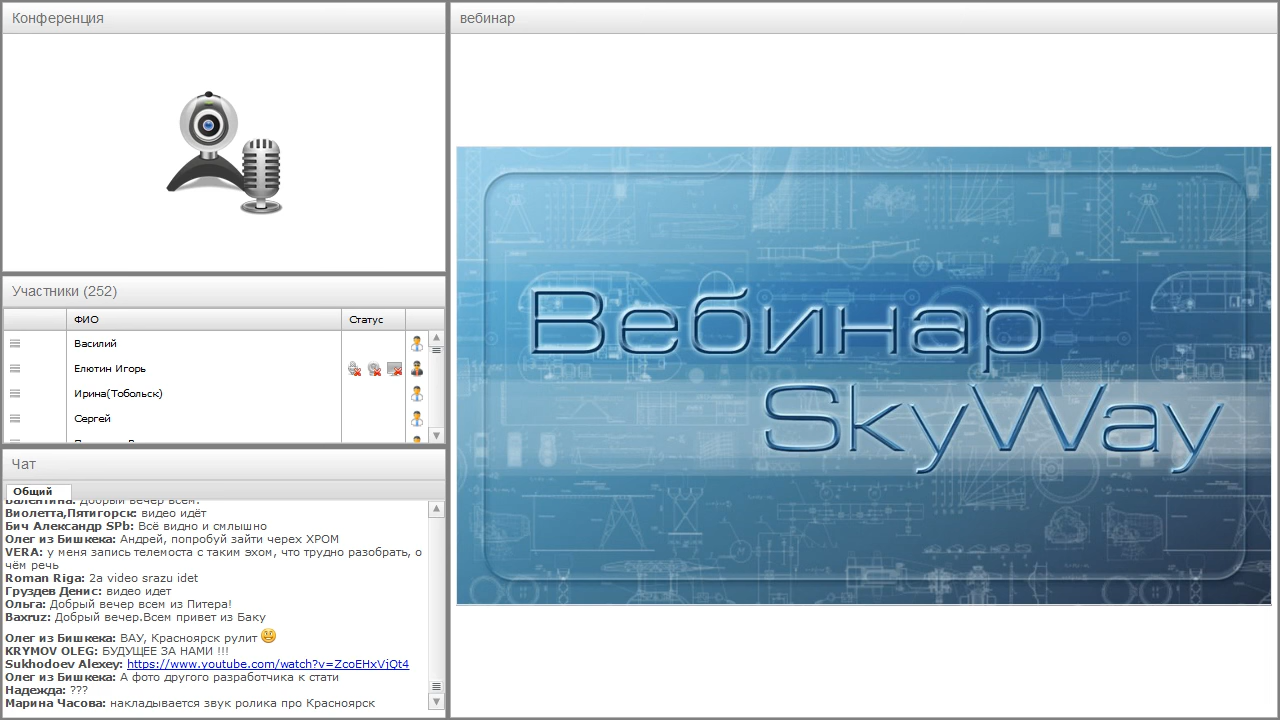 Конференция
Участники (252)
ФИО Статус
Василий
Елютин Игорь
Ирина(Тобольск)
Сергей
Чат
Общий
Валентина: Добрый вечер всем!
Виолетта,Пятигорск: видео идёт
Бич Александр SPb: Всё видно и смлышно
Олег из Бишкека: Андрей, попробуй зайти черех ХРОМ
VERA: у меня запись телемоста с таким эхом, что трудно разобрать, о
чём речь
Roman Riga: 2a video srazu idet
Груздев Денис: видео идет
Ольга: Добрый вечер всем из Питера!
Baxruz: Добрый вечер.Всем привет из Баку
Олег из Бишкека: ВАУ, Красноярск рулит
KRYMOV OLEG: БУДУЩЕЕ ЗА НАМИ !!!
Sukhodoev Alexey: https://www.youtube.com/watch?v=ZcoEHxVjQt4
Олег из Бишкека: А фото другого разработчика к стати
Надежда: ???
Марина Часова: накладывается звук ролика про Красноярск
вебинар
Вебинар
SkyWay